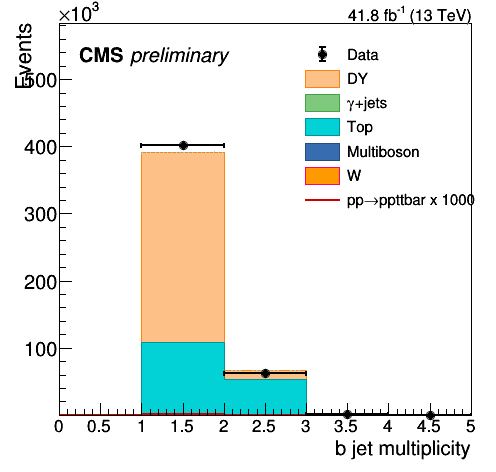 ×10³
41.8 fb⁻¹ (13 TeV)
Events
CMS preliminary
Data
DY
γ+jets
Top
Multiboson
W
pp→ppttbar x 1000
500
400
300
200
100
0 0.5 1 1.5 2 2.5 3 3.5 4 4.5 5
b jet multiplicity